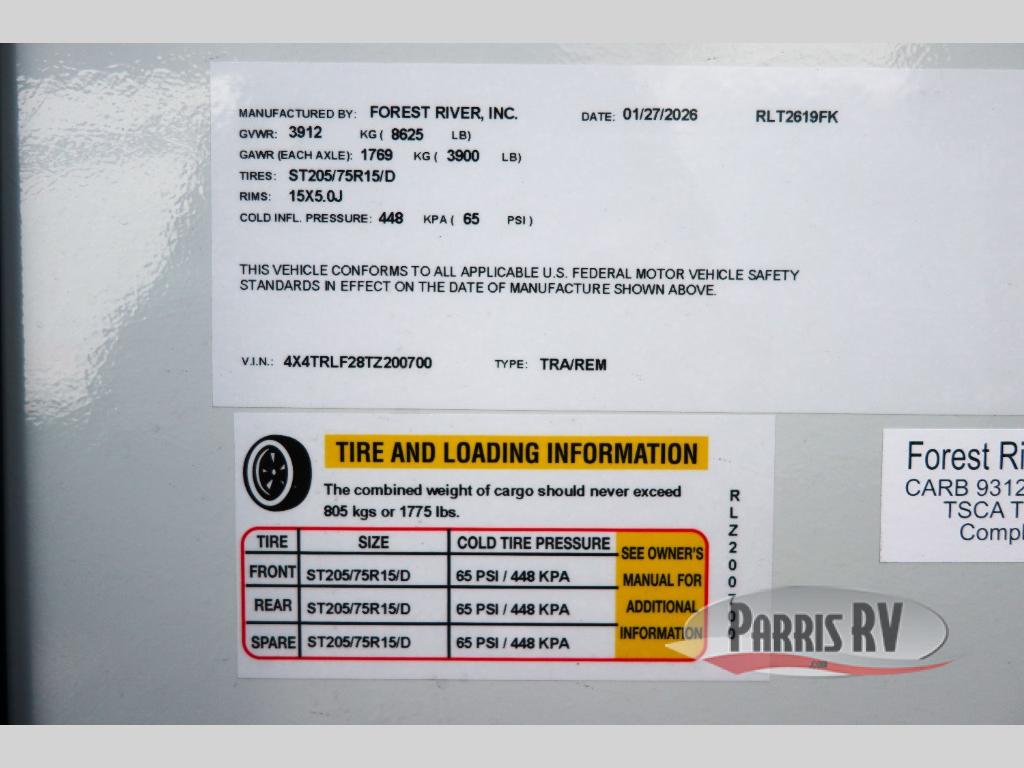 MANUFACTURED BY: FOREST RIVER, INC. DATE: 01/27/2026 RLT2619FK
GVWR: 3912 KG ( 8625 LB)
GAWR (EACH AXLE): 1769 KG ( 3900 LB)
TIRES: ST205/75R15/D
RIMS: 15X5.0J
COLD INFL. PRESSURE: 448 KPA ( 65 PSI )
THIS VEHICLE CONFORMS TO ALL APPLICABLE U.S. FEDERAL MOTOR VEHICLE SAFETY
STANDARDS IN EFFECT ON THE DATE OF MANUFACTURE SHOWN ABOVE.
V.I.N.: 4X4TRLF28TZ200700 TYPE: TRA/REM
TIRE AND LOADING INFORMATION
The combined weight of cargo should never exceed
805 kgs or 1775 lbs.
TIRE SIZE COLD TIRE PRESSURE
FRONT ST205/75R15/D 65 PSI / 448 KPA
REAR ST205/75R15/D 65 PSI / 448 KPA
SPARE ST205/75R15/D 65 PSI / 448 KPA
SEE OWNER'S
MANUAL FOR
ADDITIONAL
INFORMATION
RLZ200700
Forest Ri
CARB 9312
TSCA T
Compl
PARRIS RV
.com